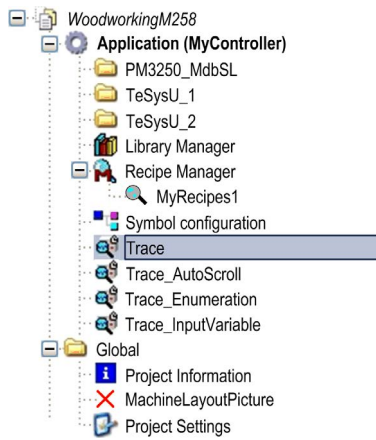 WoodworkingM258
Application (MyController)
PM3250_MdbSL
TeSysU_1
TeSysU_2
Library Manager
Recipe Manager
MyRecipes1
Symbol configuration
Trace
Trace_AutoScroll
Trace_Enumeration
Trace_InputVariable
Global
Project Information
MachineLayoutPicture
Project Settings